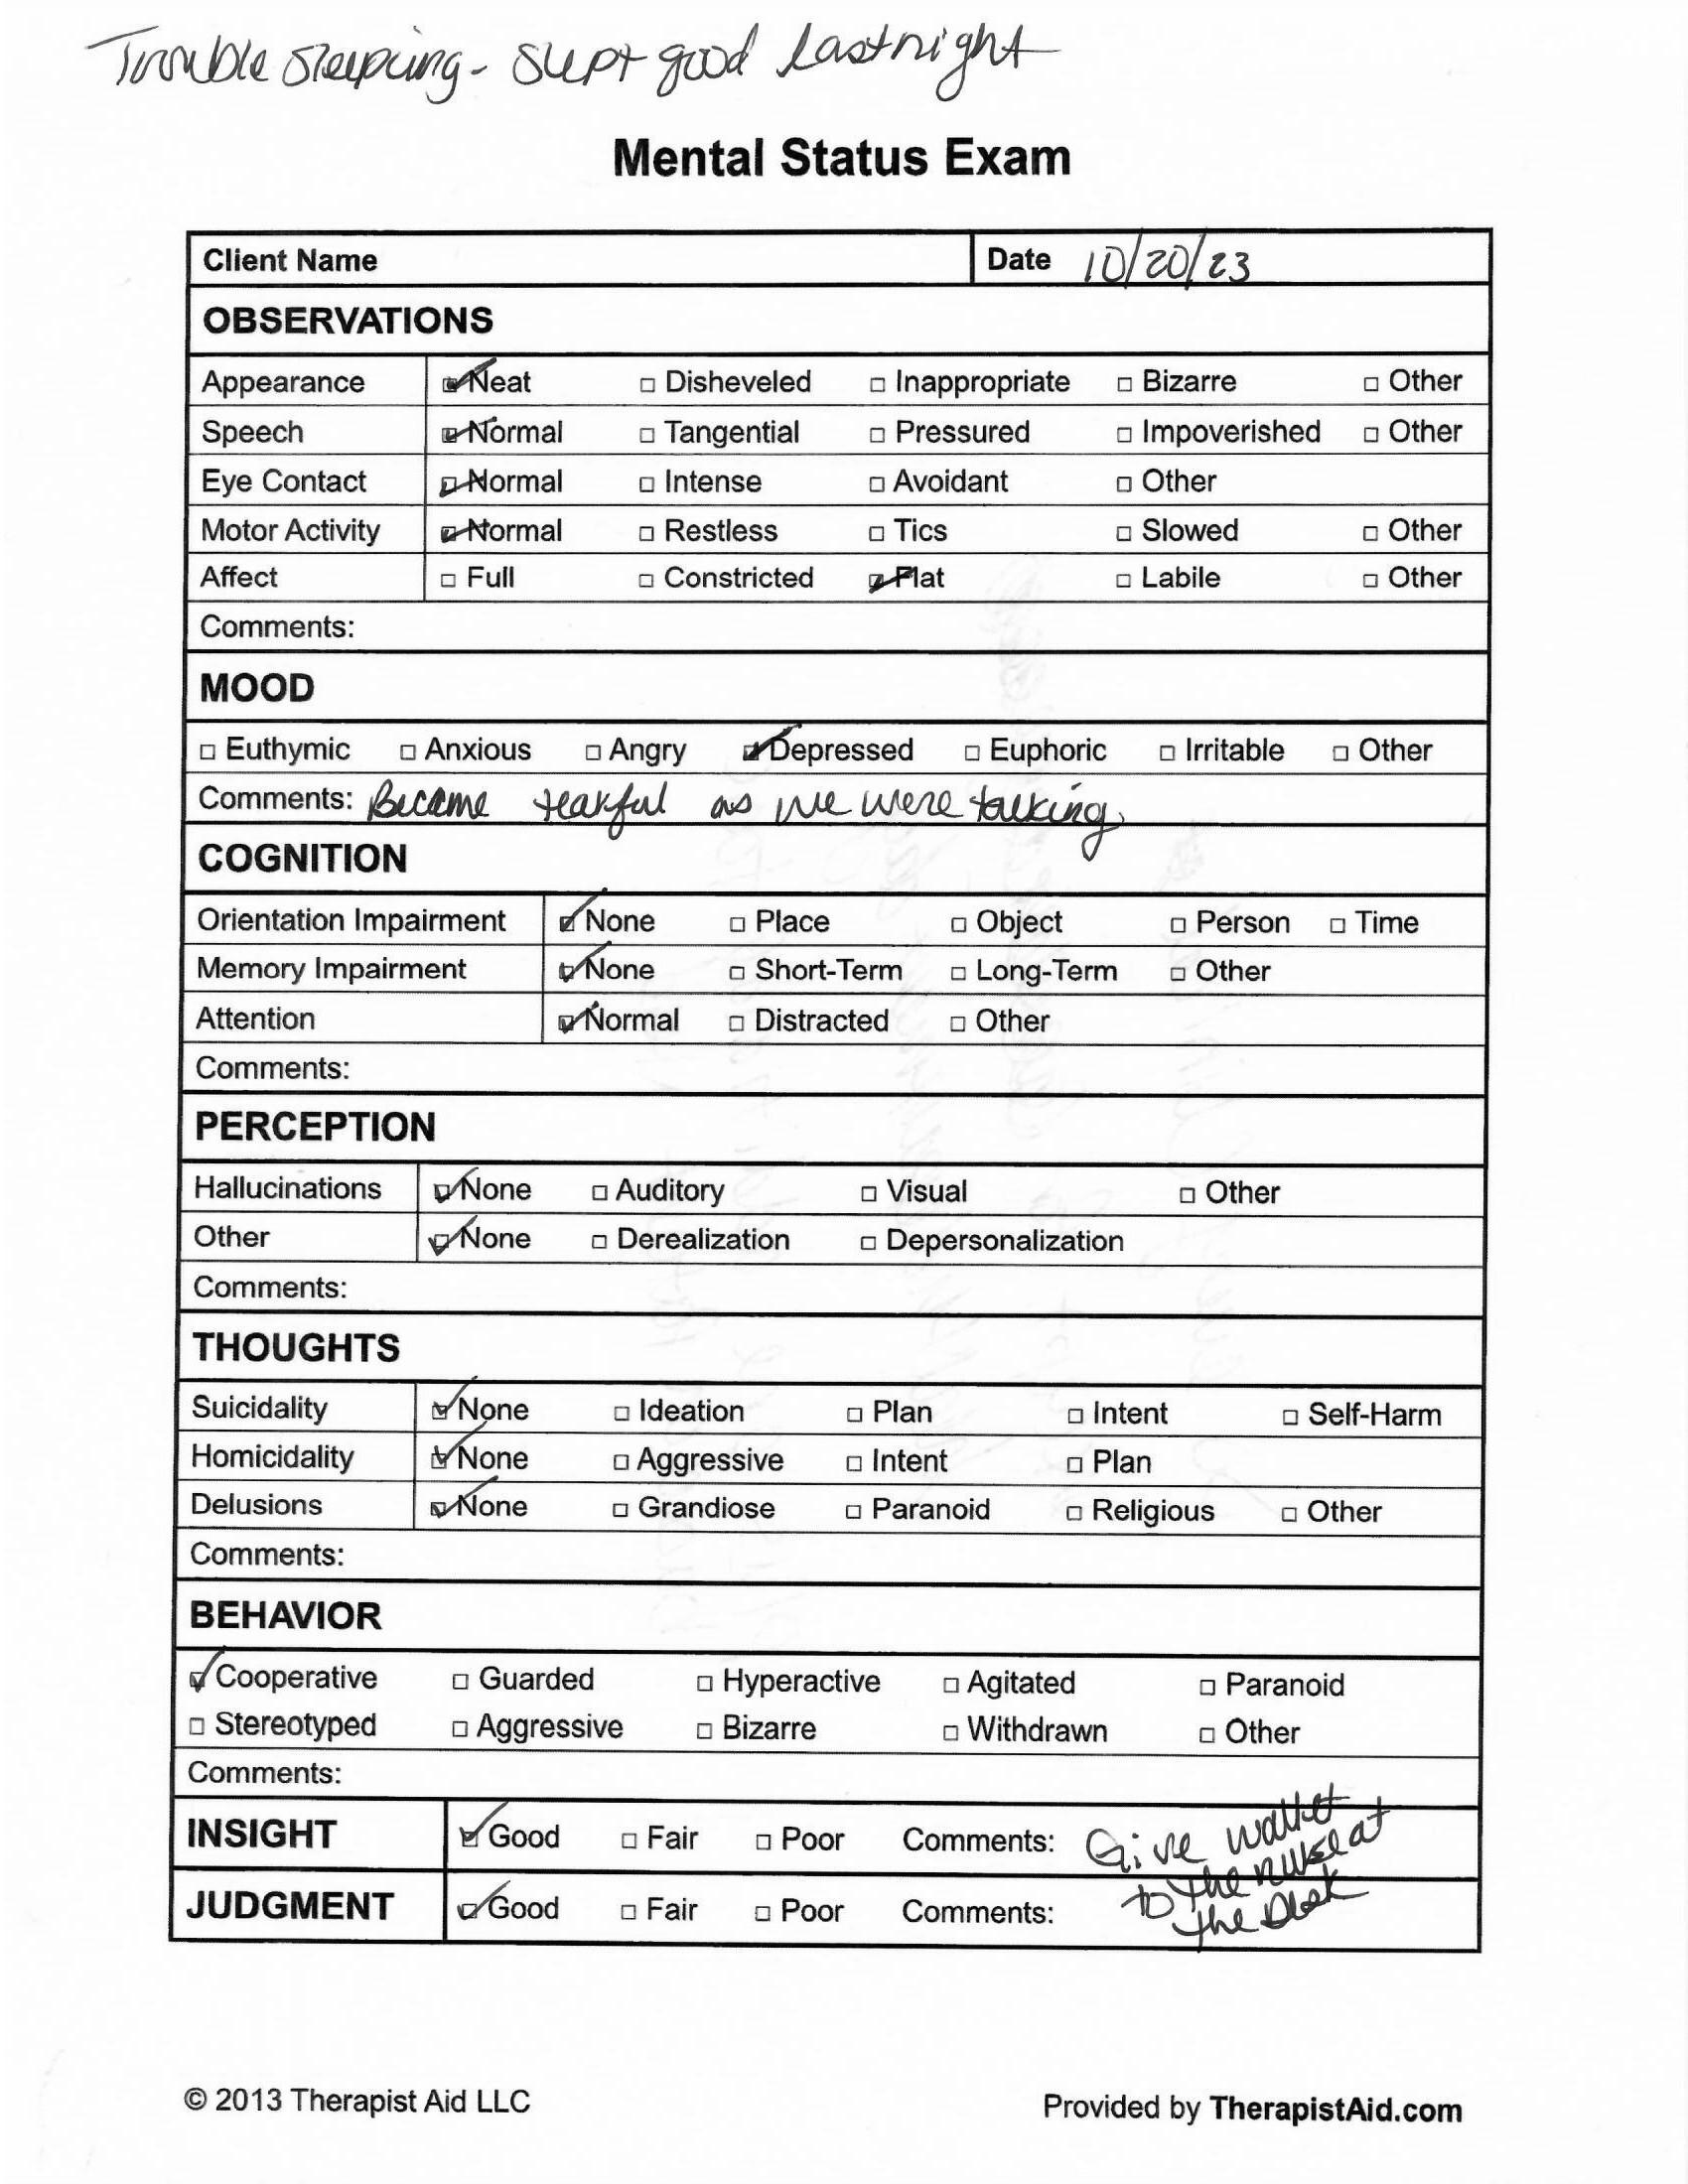 Trouble sleeping - slept good last night
Mental Status Exam
Client Name Date 10/20/23
OBSERVATIONS
Appearance ☑ Neat □ Disheveled □ Inappropriate □ Bizarre □ Other
Speech ☑ Normal □ Tangential □ Pressured □ Impoverished □ Other
Eye Contact ☑ Normal □ Intense □ Avoidant □ Other
Motor Activity ☑ Normal □ Restless □ Tics □ Slowed □ Other
Affect □ Full □ Constricted ☑ Flat □ Labile □ Other
Comments:
MOOD
□ Euthymic □ Anxious □ Angry ☑ Depressed □ Euphoric □ Irritable □ Other
Comments: Became tearful as we were talking.
COGNITION
Orientation Impairment ☑ None □ Place □ Object □ Person □ Time
Memory Impairment ☑ None □ Short-Term □ Long-Term □ Other
Attention ☑ Normal □ Distracted □ Other
Comments:
PERCEPTION
Hallucinations ☑ None □ Auditory □ Visual □ Other
Other ☑ None □ Derealization □ Depersonalization
Comments:
THOUGHTS
Suicidality ☑ None □ Ideation □ Plan □ Intent □ Self-Harm
Homicidality ☑ None □ Aggressive □ Intent □ Plan
Delusions ☑ None □ Grandiose □ Paranoid □ Religious □ Other
Comments:
BEHAVIOR
☑ Cooperative □ Guarded □ Hyperactive □ Agitated □ Paranoid
□ Stereotyped □ Aggressive □ Bizarre □ Withdrawn □ Other
Comments:
INSIGHT ☑ Good □ Fair □ Poor Comments: Give wallet
to the nurse at
JUDGMENT ☑ Good □ Fair □ Poor Comments: the Desk
© 2013 Therapist Aid LLC Provided by TherapistAid.com